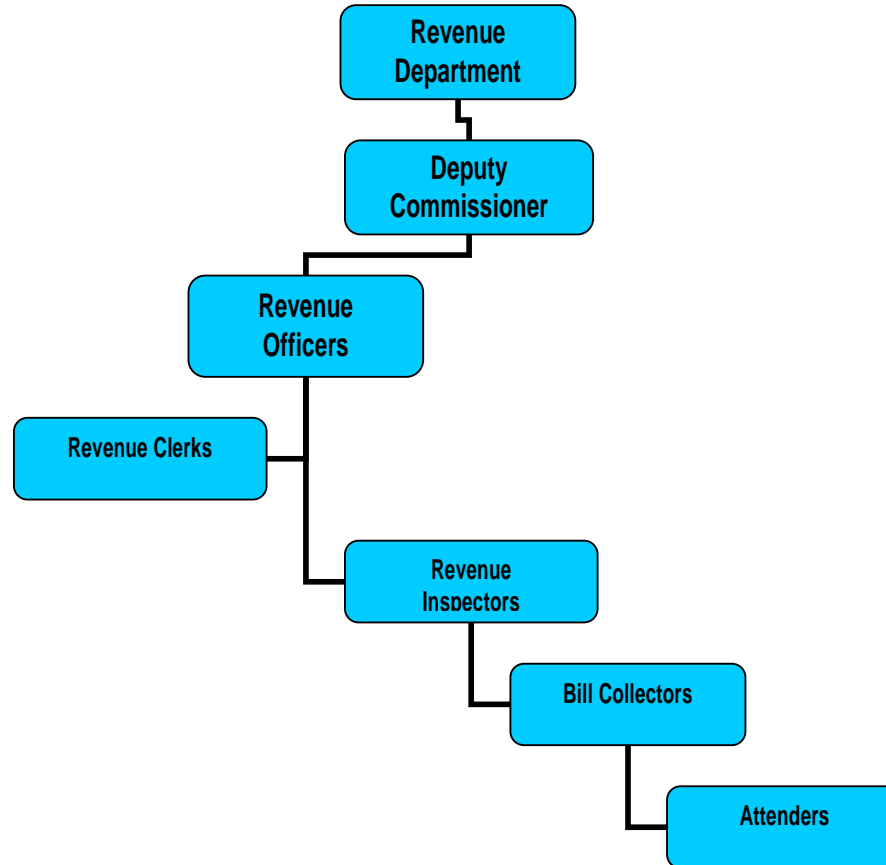 Revenue
Department
Deputy
Commissioner
Revenue
Officers
Revenue Clerks
Revenue
Inspectors
Bill Collectors
Attenders